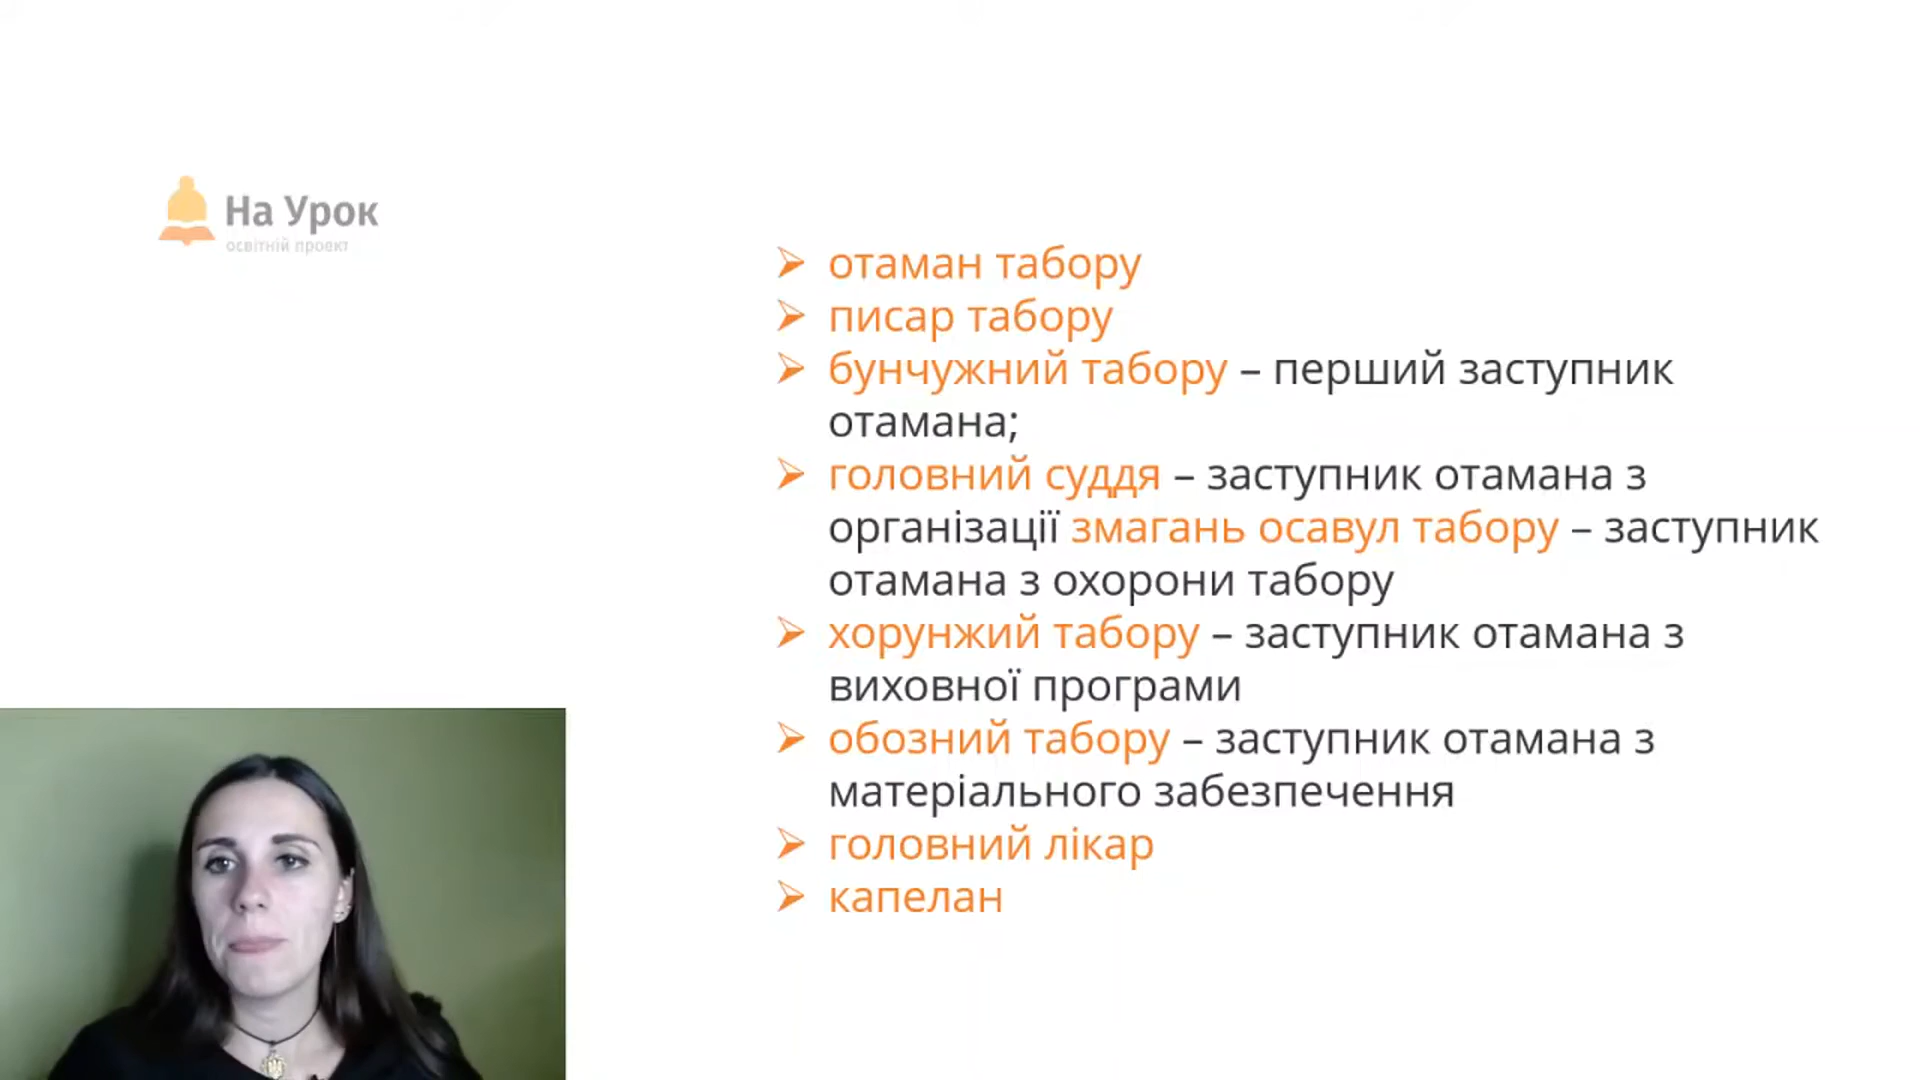 На Урок
освітній проект
отаман табору
писар табору
бунчужний табору – перший заступник
отамана;
головний суддя – заступник отамана з
організації змагань осавул табору – заступник
отамана з охорони табору
хорунжий табору – заступник отамана з
виховної програми
обозний табору – заступник отамана з
матеріального забезпечення
головний лікар
капелан